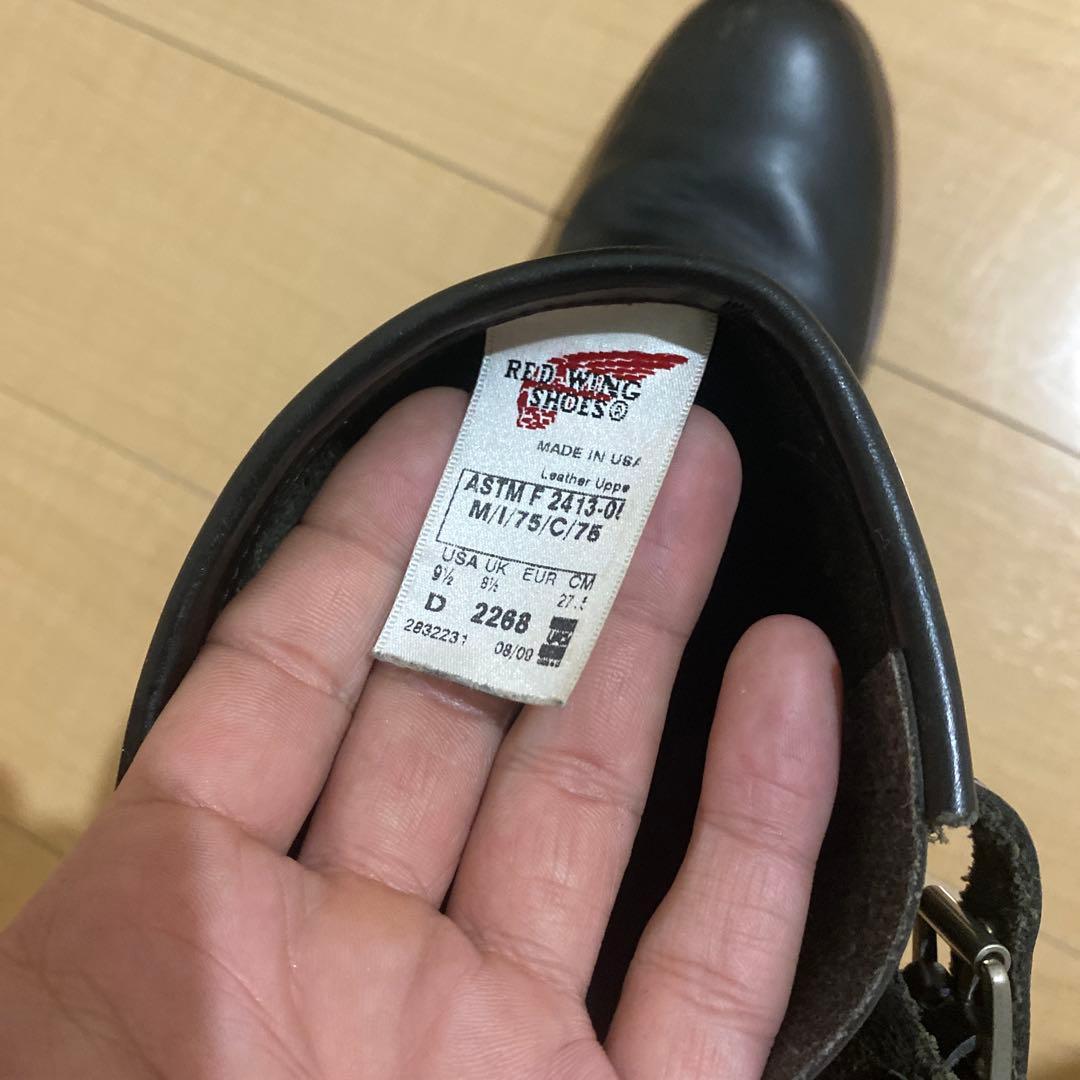 RED WING
SHOES®
MADE IN USA
Leather Uppe
ASTM F 2413-0
M/I/75/C/75
USA UK EUR CM
9½ 8½ 27.5
D 2268
2832231 08/09